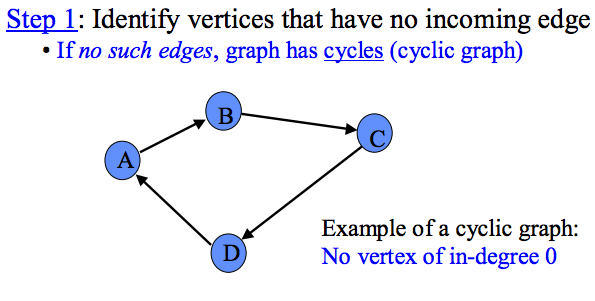 Step 1: Identify vertices that have no incoming edge
• If no such edges, graph has cycles (cyclic graph)
B
C
A
D
Example of a cyclic graph:
No vertex of in-degree 0